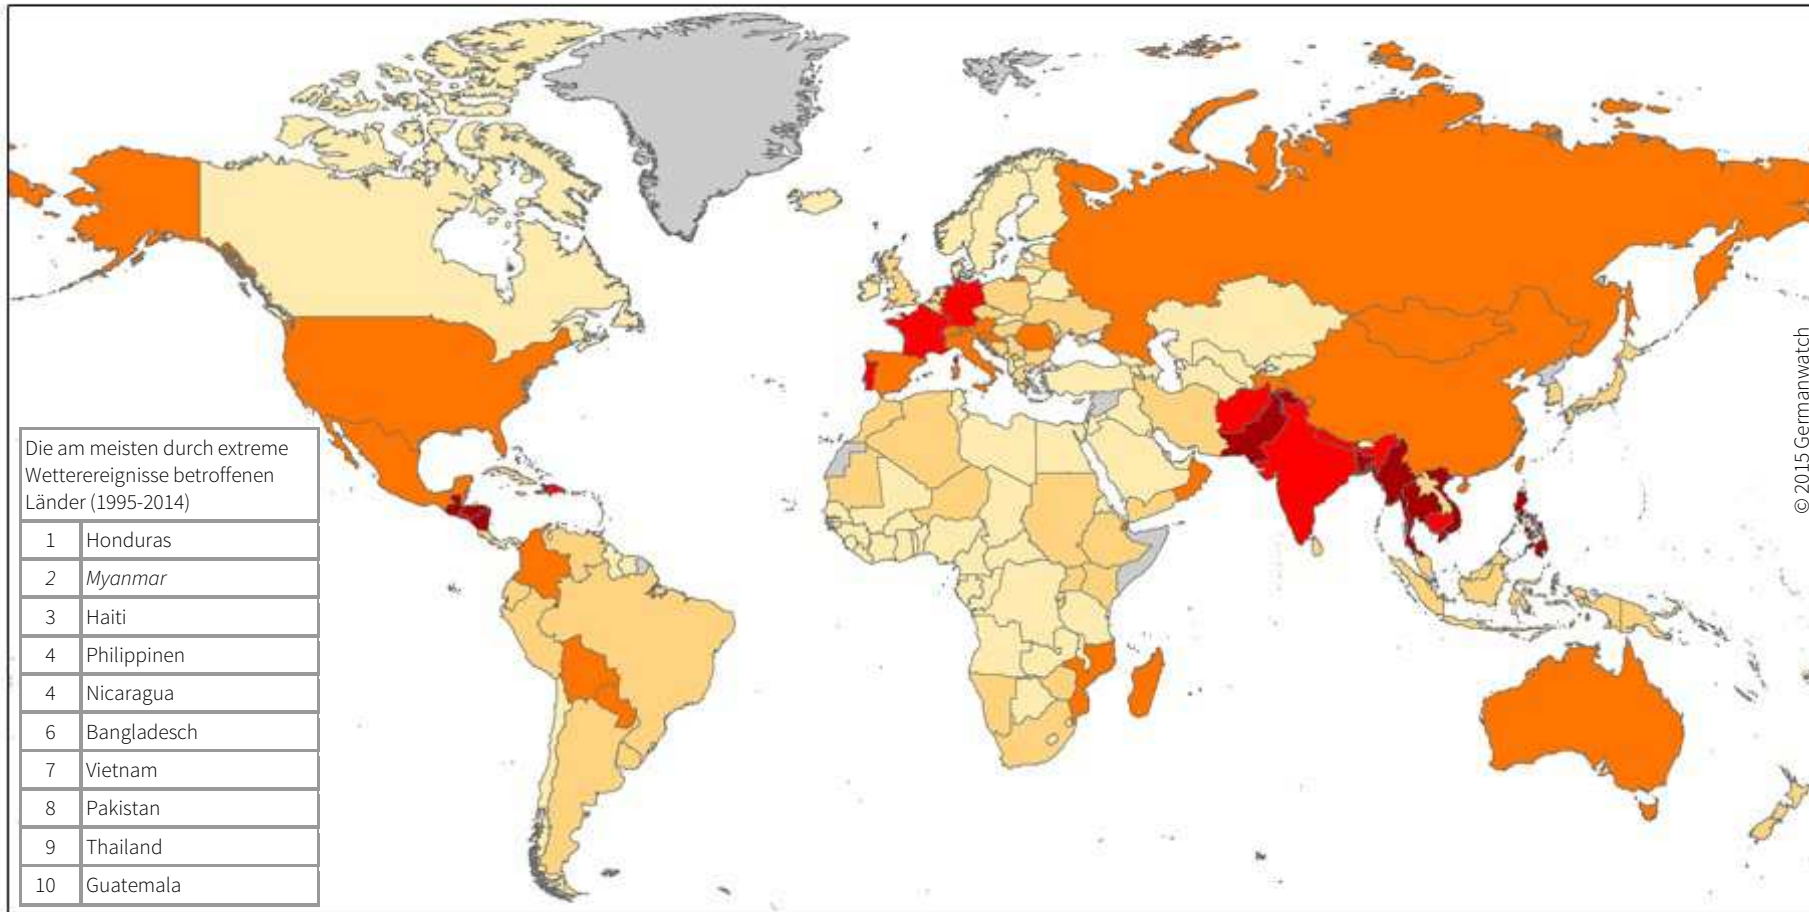 Die am meisten durch extreme
Wetterereignisse betroffenen
Länder (1995-2014)
1 Honduras
2 Myanmar
3 Haiti
4 Philippinen
4 Nicaragua
6 Bangladesch
7 Vietnam
8 Pakistan
9 Thailand
10 Guatemala
© 2015 Germanwatch